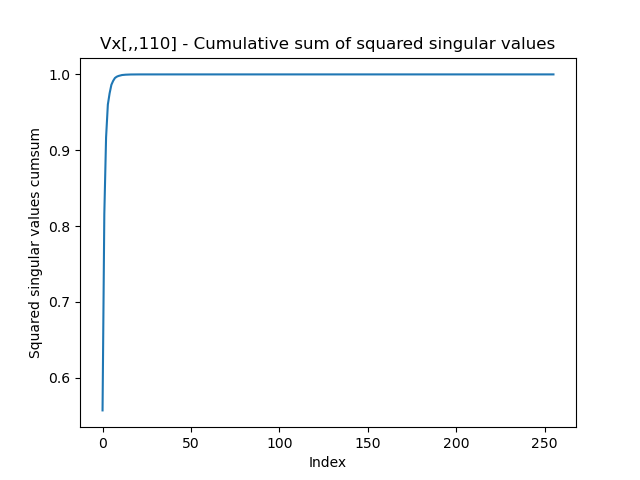 Vx[,,110] - Cumulative sum of squared singular values
1.0
0.9
0.8
0.7
0.6
Squared singular values cumsum
0 50 100 150 200 250
Index